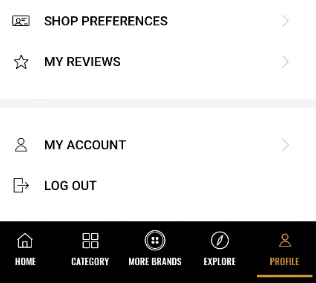 SHOP PREFERENCES
MY REVIEWS
MY ACCOUNT
LOG OUT
HOME CATEGORY MORE BRANDS EXPLORE PROFILE